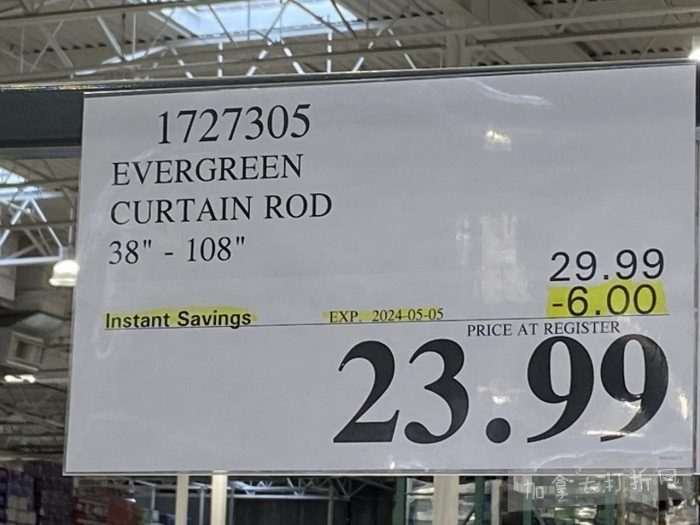 1727305
EVERGREEN
CURTAIN ROD
38" - 108"
29.99
Instant Savings EXP. 2024-05-05 -6.00
PRICE AT REGISTER
23.99
加拿大打折网